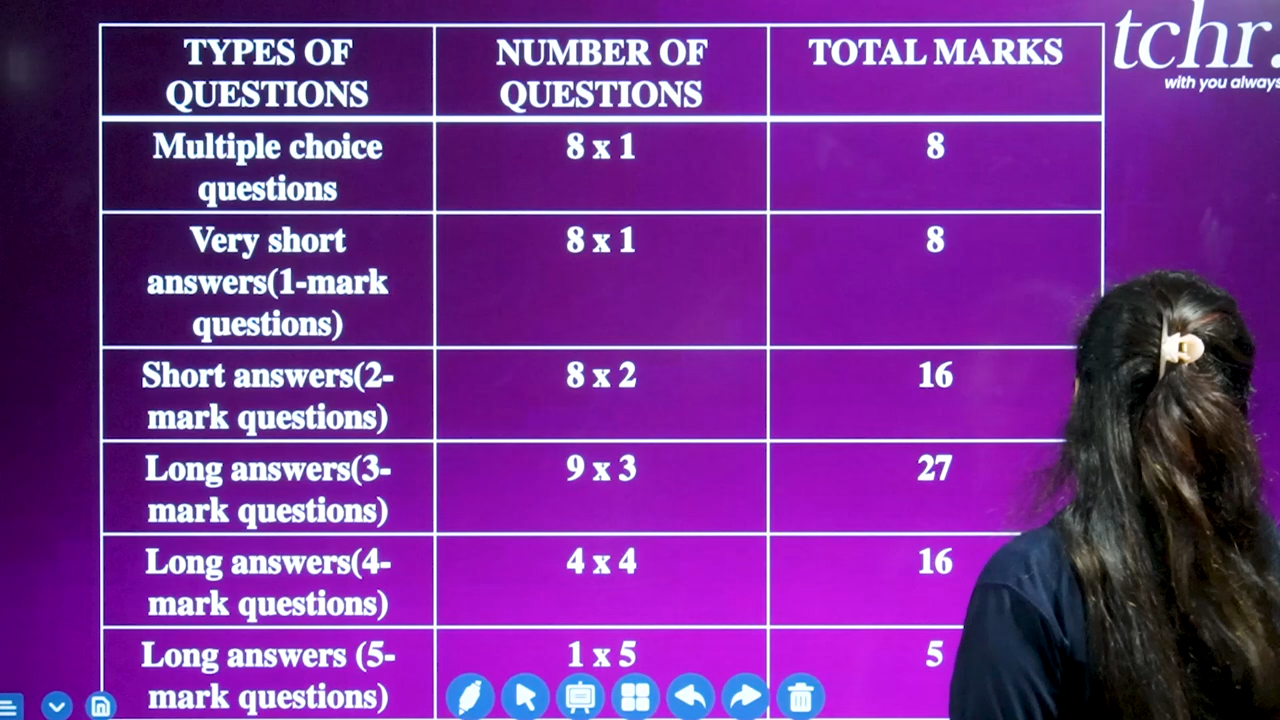 TYPES OF
QUESTIONS
NUMBER OF
QUESTIONS
TOTAL MARKS
tchr.
with you always
Multiple choice
questions
8 x 1
8
Very short
answers(1-mark
questions)
8 x 1
8
Short answers(2-
mark questions)
8 x 2
16
Long answers(3-
mark questions)
9 x 3
27
Long answers(4-
mark questions)
4 x 4
16
Long answers (5-
mark questions)
1 x 5
5